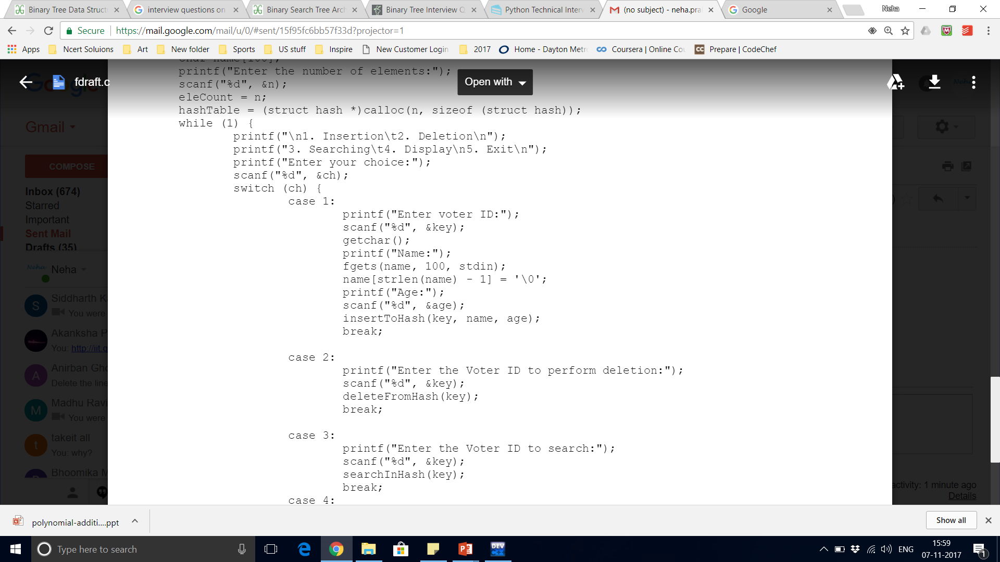 Binary Tree Data Struct
interview questions on
Binary Search Tree Arch
Binary Tree Interview Q
Python Technical Interv
(no subject) - neha.pra
Google
Neha
Secure
https://mail.google.com/mail/u/0/#sent/15f95fc6bb57f33d?projector=1
Apps
Ncert Soluions
Art
New folder
Sports
US stuff
Inspire
New Customer Login
2017
Home - Dayton Metr
Coursera | Online Co
CC
Prepare | CodeChef
char name[100];
printf("Enter the number of elements:");
fdraft.c
Open with
scanf("%d", &n);
eleCount = n;
hashTable = (struct hash *)calloc(n, sizeof (struct hash));
while (1) {
Gmail
printf("\n1. Insertion\t2. Deletion\n");
printf("3. Searching\t4. Display\n5. Exit\n");
printf("Enter your choice:");
COMPOSE
scanf("%d", &ch);
switch (ch) {
Inbox (674)
case 1:
Starred
printf("Enter voter ID:");
Important
scanf("%d", &key);
Sent Mail
getchar();
Drafts (35)
printf("Name:");
fgets(name, 100, stdin);
Neha
Neha
name[strlen(name) - 1] = '\0';
printf("Age:");
Siddharth K
S
scanf("%d", &age);
You were
insertToHash(key, name, age);
break;
Akanksha P
You: http://iit.q
case 2:
Anirban Gho
A
printf("Enter the Voter ID to perform deletion:");
Delete the line
scanf("%d", &key);
deleteFromHash(key);
Madhu Ravi
M
break;
You were
case 3:
takeit all
t
printf("Enter the Voter ID to search:");
You: why?
scanf("%d", &key);
Bhoomika M
searchInHash(key);
break;
activity: 1 minute ago
Details
case 4:
polynomial-additi....ppt
Show all
Type here to search
DEV
C++
ENG
15:59
07-11-2017
1